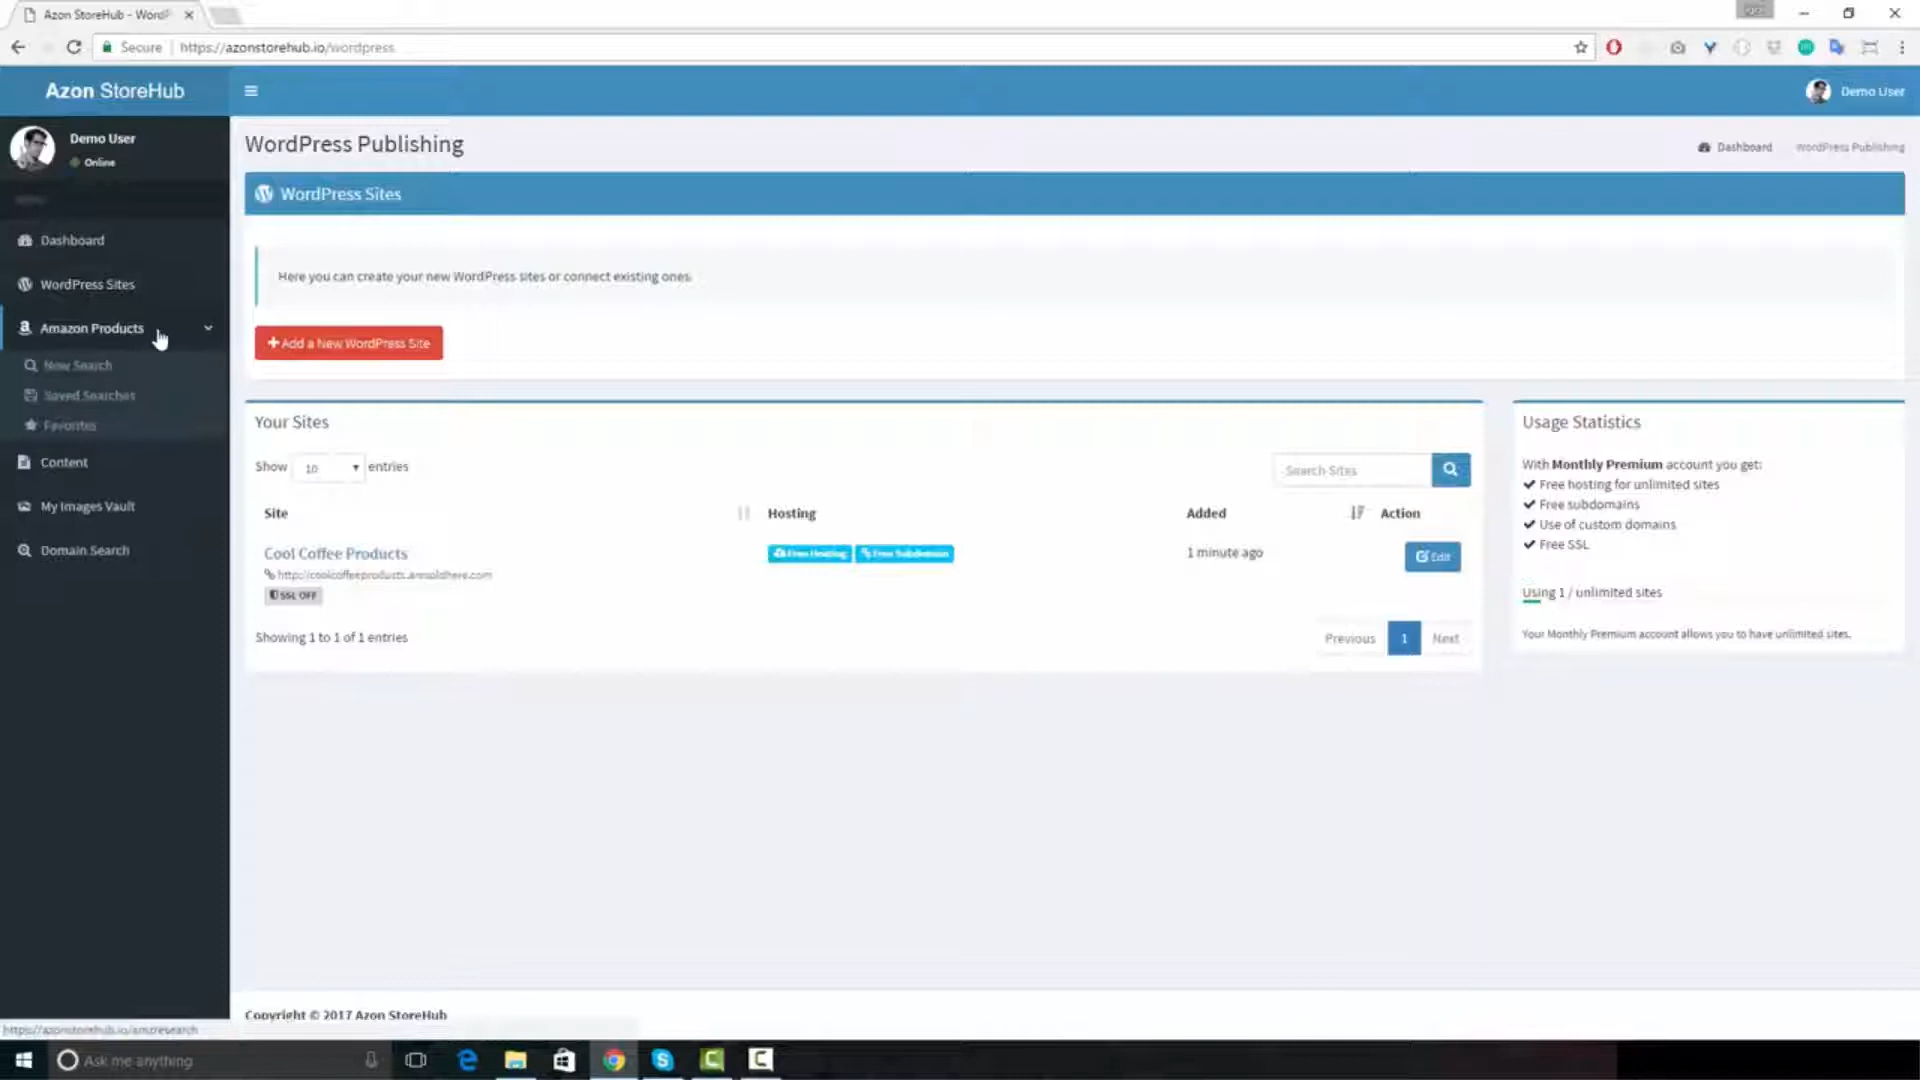 Azon StoreHub - WordP
Secure https://azonstorehub.io/wordpress
Azon StoreHub
Demo User
Demo User
Online
WordPress Publishing
Dashboard
WordPress Publishing
WordPress Sites
Dashboard
WordPress Sites
Here you can create your new WordPress sites or connect existing ones.
Amazon Products
Add a New WordPress Site
New Search
Saved Searches
Favorites
Content
My Images Vault
Domain Search
Your Sites
Show 10 entries
Search Sites
Site Hosting Added Action
Cool Coffee Products
Free Hosting Free Subdomain
1 minute ago
Edit
SSL OFF
Showing 1 to 1 of 1 entries
Previous 1 Next
Usage Statistics
With Monthly Premium account you get:
Free hosting for unlimited sites
Free subdomains
Use of custom domains
Free SSL
Using 1 / unlimited sites
Your Monthly Premium account allows you to have unlimited sites.
Copyright © 2017 Azon StoreHub
Ask me anything